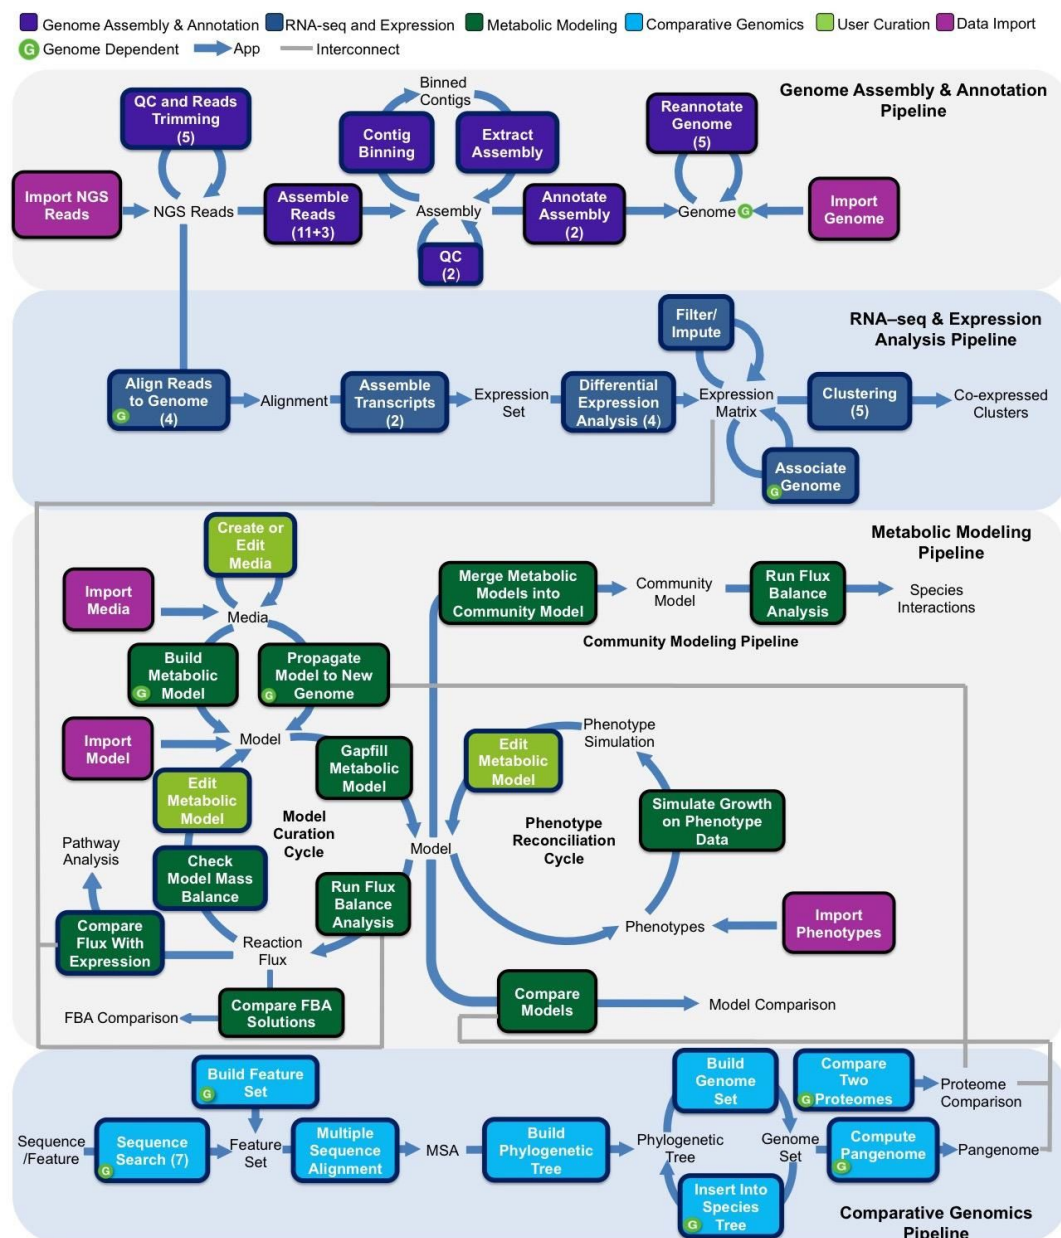 Genome Assembly & Annotation
RNA-seq and Expression
Metabolic Modeling
Comparative Genomics
User Curation
Data Import
G Genome Dependent
App
Interconnect
Genome Assembly & Annotation
Pipeline
QC and Reads
Trimming
(5)
Binned
Contigs
Contig
Binning
Extract
Assembly
Reannotate
Genome
(5)
Import NGS
Reads
NGS Reads
Assemble
Reads
(11+3)
Assembly
Annotate
Assembly
(2)
Genome G
Import
Genome
QC
(2)
RNA–seq & Expression
Analysis Pipeline
Filter/
Impute
Align Reads
to Genome
G (4)
Alignment
Assemble
Transcripts
(2)
Expression
Set
Differential
Expression
Analysis (4)
Expression
Matrix
Clustering
(5)
Co-expressed
Clusters
Associate
G Genome
Metabolic Modeling
Pipeline
Create or
Edit
Media
Import
Media
Media
Merge Metabolic
Models into
Community Model
Community
Model
Run Flux
Balance
Analysis
Species
Interactions
Community Modeling Pipeline
Build
Metabolic
G Model
Propagate
Model to New
G Genome
Import
Model
Model
Gapfill
Metabolic
Model
Edit
Metabolic
Model
Phenotype
Simulation
Edit
Metabolic
Model
Simulate Growth
on Phenotype
Data
Model
Curation
Cycle
Phenotype
Reconciliation
Cycle
Pathway
Analysis
Check
Model Mass
Balance
Model
Run Flux
Balance
Analysis
Compare
Flux With
Expression
Reaction
Flux
Phenotypes
Import
Phenotypes
Compare FBA
Solutions
FBA Comparison
Compare
Models
Model Comparison
Build Feature
G Set
Build
Genome
Set
Compare
Two
G Proteomes
Proteome
Comparison
Sequence
/Feature
Sequence
Search (7)
G
Feature
Set
Multiple
Sequence
Alignment
MSA
Build
Phylogenetic
Tree
Phylogenetic
Tree
Genome
Set
Compute
Pangenome
G
Pangenome
Insert Into
Species
G Tree
Comparative Genomics
Pipeline